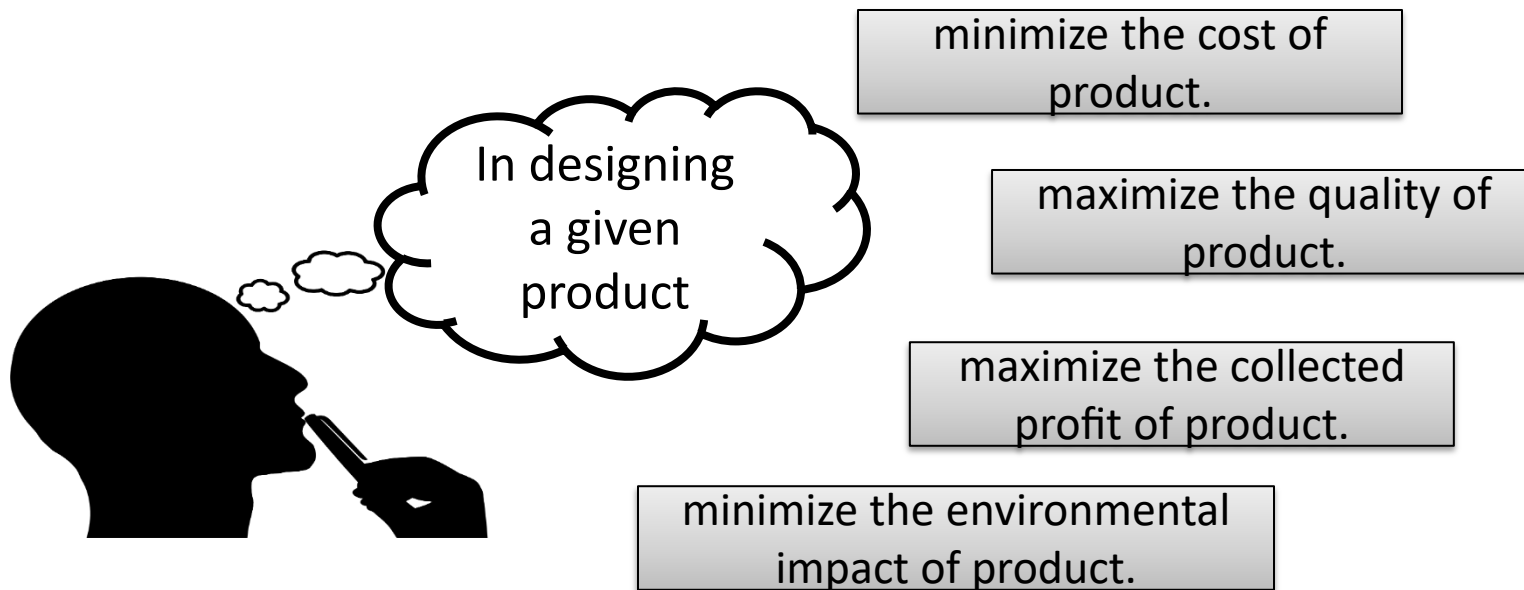 In designing
a given
product
minimize the cost of
product.
maximize the quality of
product.
maximize the collected
profit of product.
minimize the environmental
impact of product.